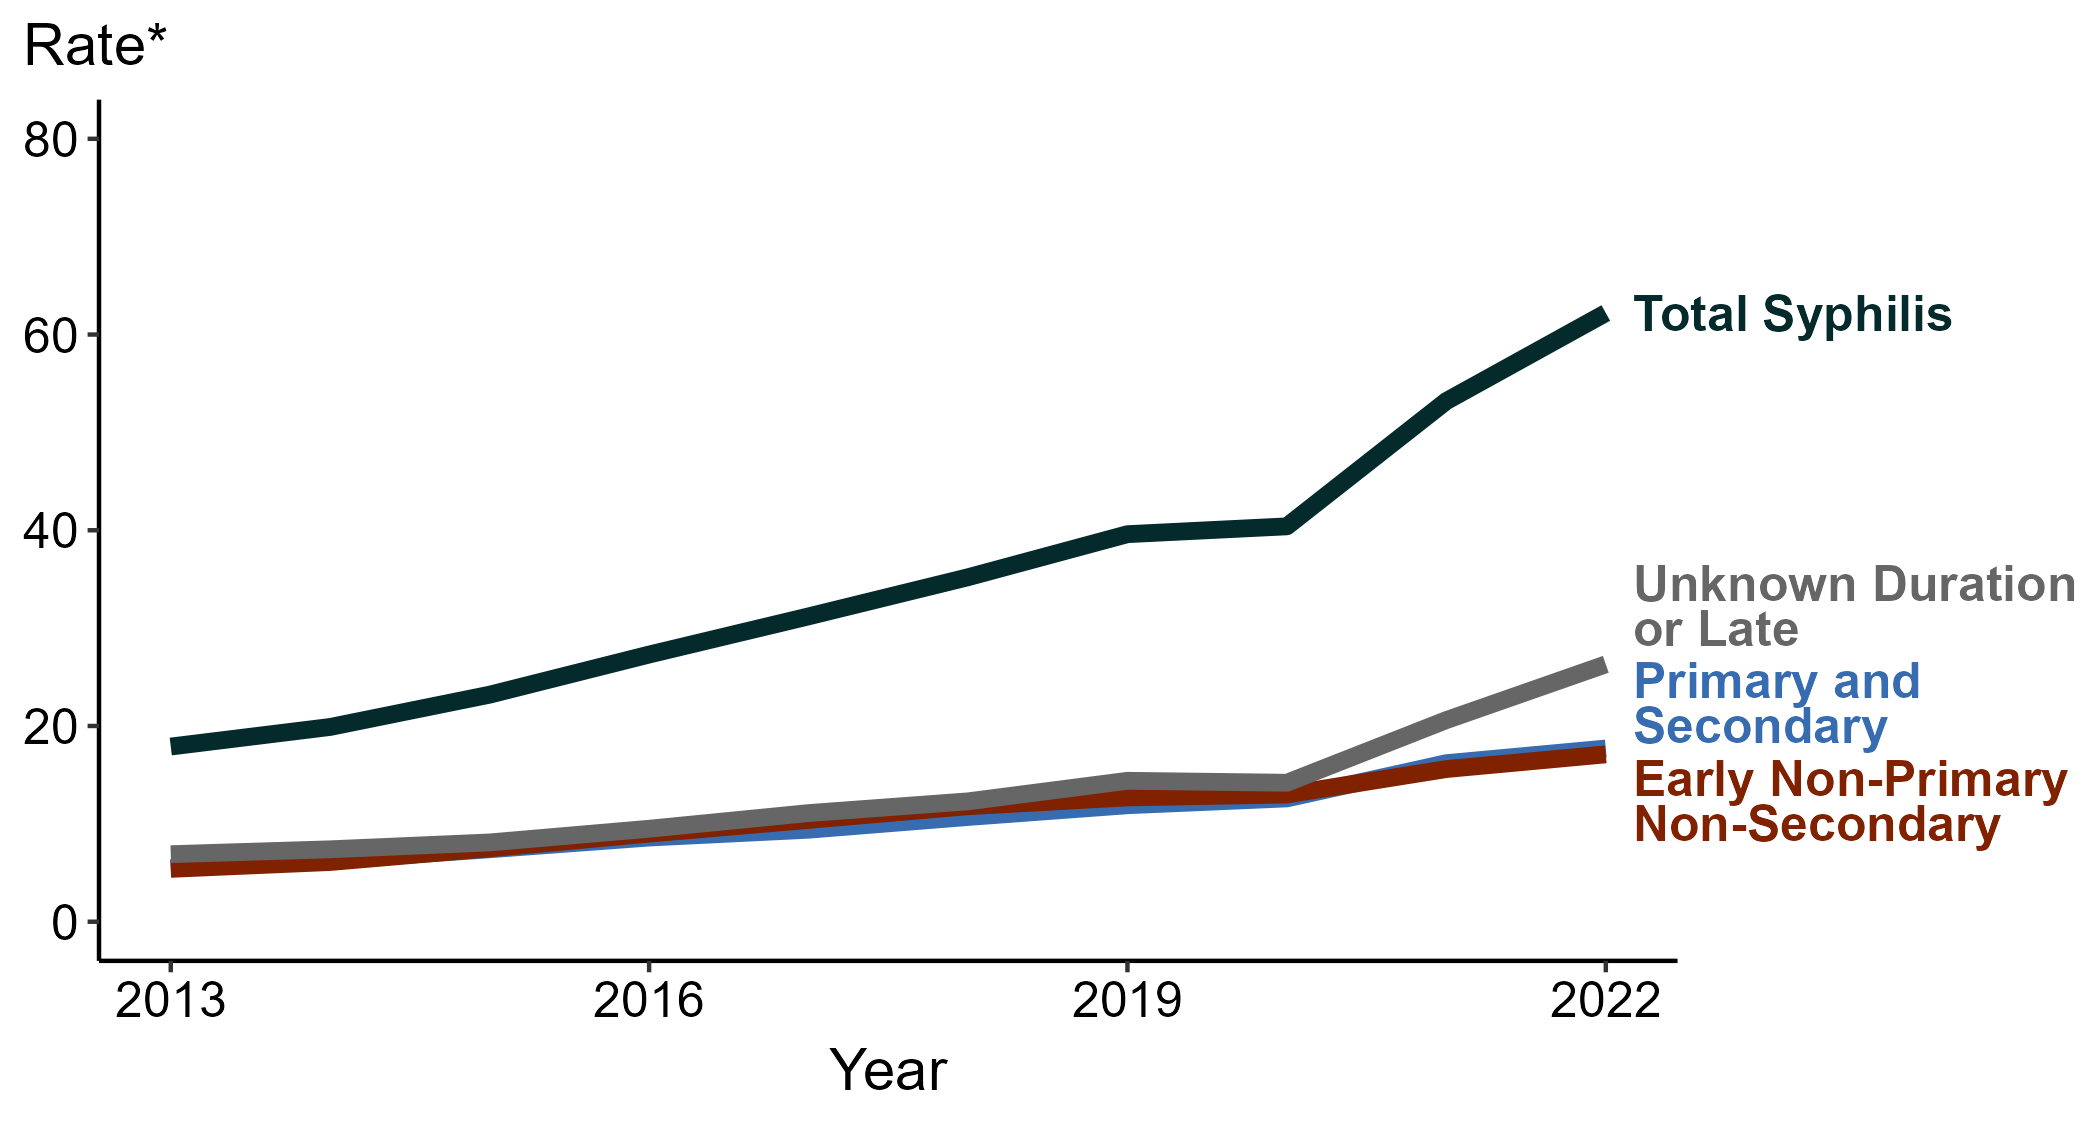 Rate*
80
60
40
20
0
Total Syphilis
Unknown Duration
or Late
Primary and
Secondary
Early Non-Primary
Non-Secondary
2013 2016 2019 2022
Year